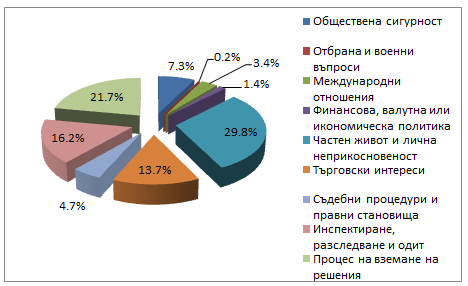 7.3%
0.2%
3.4%
1.4%
29.8%
13.7%
4.7%
16.2%
21.7%
Обществена сигурност
Отбрана и военни
въпроси
Международни
отношения
Финансова, валутна или
икономическа политика
Частен живот и лична
неприкосновеност
Търговски интереси
Съдебни процедури и
правни становища
Инспектиране,
разследване и одит
Процес на вземане на
решения